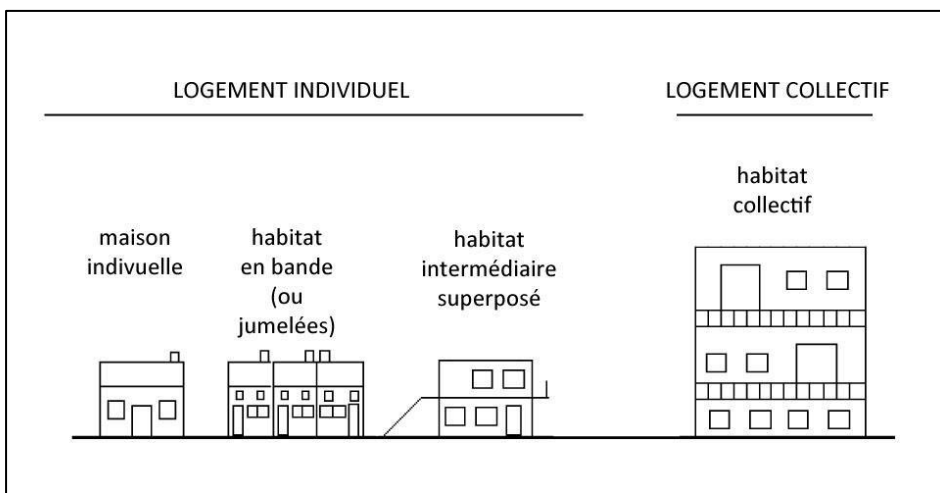 LOGEMENT INDIVIDUEL
LOGEMENT COLLECTIF
maison
indivuelle
habitat
en bande
(ou
jumelées)
habitat
intermédiaire
superposé
habitat
collectif